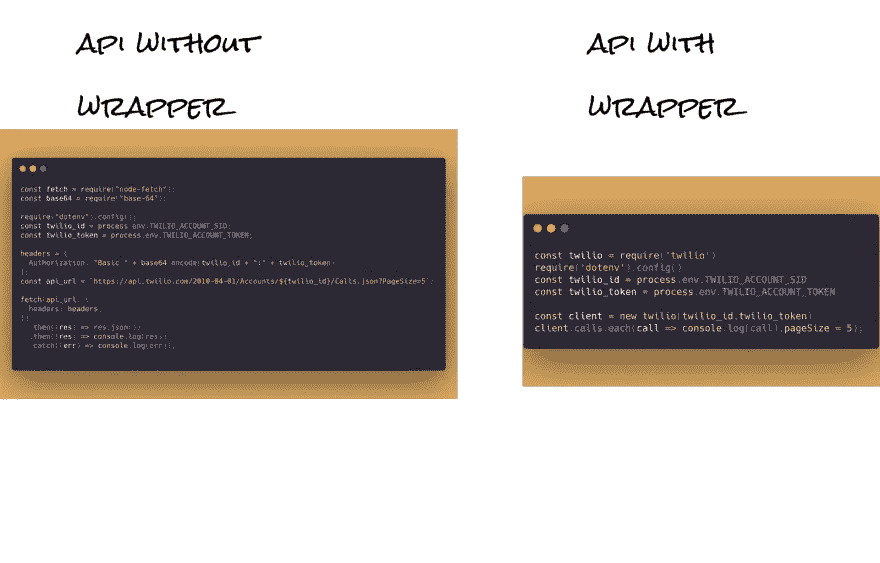 API WITHOUT
WRAPPER
const fetch = require("node-fetch");
const base64 = require("base-64");
require("dotenv").config();
const twilio_id = process.env.TWILIO_ACCOUNT_SID;
const twilio_token = process.env.TWILIO_ACCOUNT_TOKEN;
headers = {
Authorization: "Basic " + base64.encode(twilio_id + ":" + twilio_token)
};
const api_url = `https://api.twilio.com/2010-04-01/Accounts/${twilio_id}/Calls.json?PageSize=5`;
fetch(api_url, {
headers: headers,
})
.then((res) => res.json())
.then((res) => console.log(res))
.catch((err) => console.log(err));
API WITH
WRAPPER
const twilio = require('twilio')
require('dotenv').config()
const twilio_id = process.env.TWILIO_ACCOUNT_SID
const twilio_token = process.env.TWILIO_ACCOUNT_TOKEN
const client = new twilio(twilio_id,twilio_token)
client.calls.each(call => console.log(call),pageSize = 5);